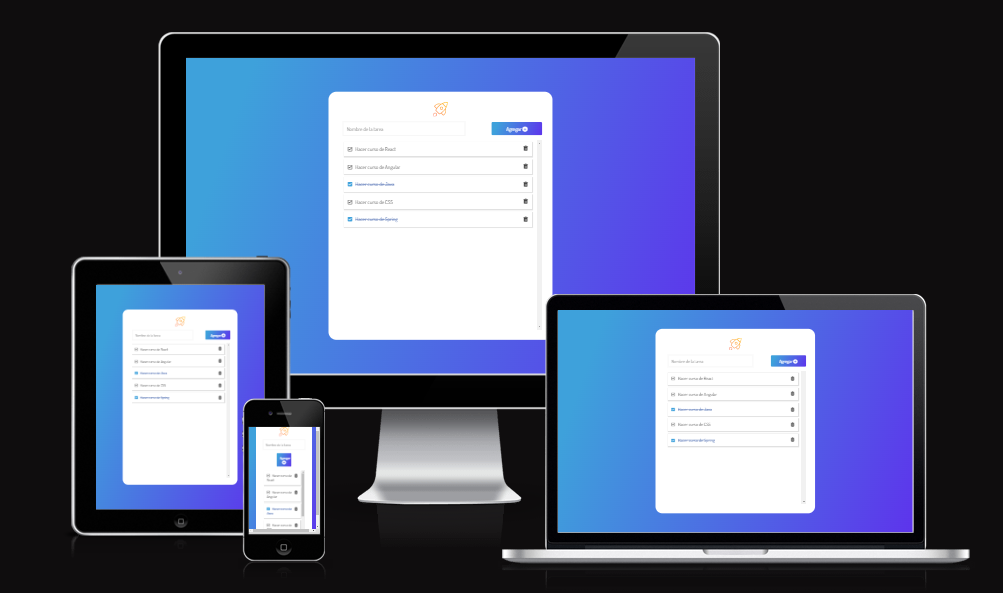 Nombre de la tarea
Agregar
Hacer curso de React
Hacer curso de Angular
Hacer curso de Java
Hacer curso de CSS
Hacer curso de Spring
Nombre de la tarea
Agregar
Hacer curso de React
Hacer curso de Angular
Hacer curso de Java
Hacer curso de CSS
Hacer curso de Spring
Nombre de la tarea
Agregar
Hacer curso de React
Hacer curso de Angular
Hacer curso de Java
Hacer curso de CSS
Hacer curso de Spring
Nombre de la tarea
Agregar
Hacer curso de
React
Hacer curso de
Angular
Hacer curso de
Java
Hacer curso de